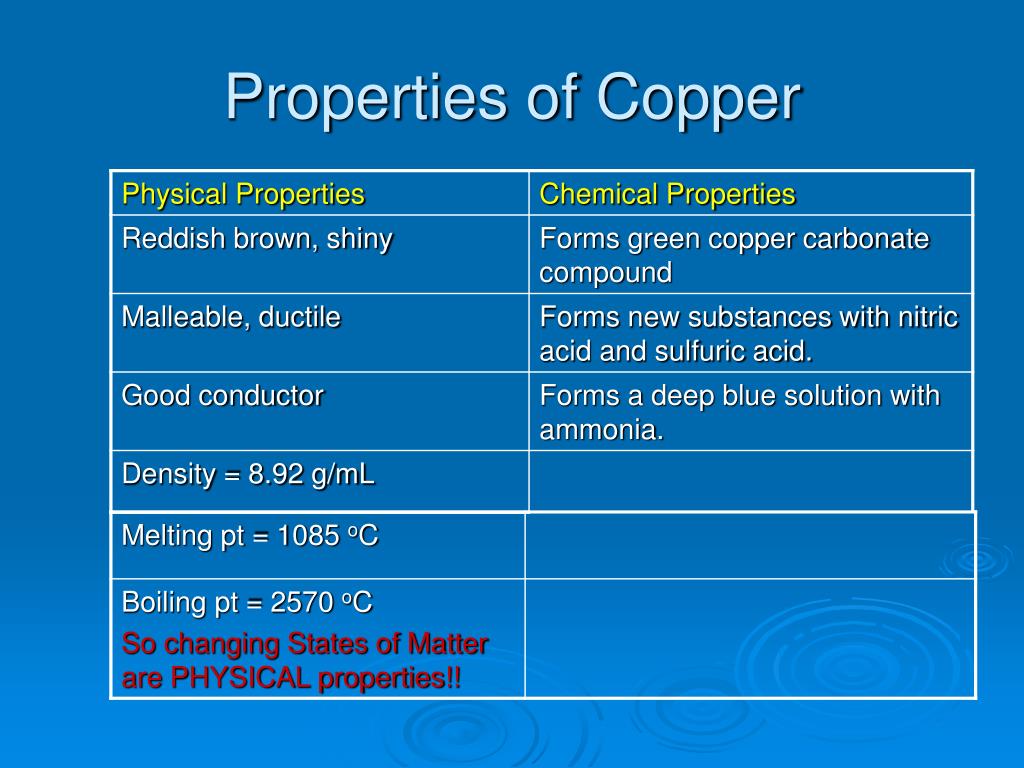 Properties of Copper
Physical Properties
Chemical Properties
Reddish brown, shiny
Forms green copper carbonate
compound
Malleable, ductile
Forms new substances with nitric
acid and sulfuric acid.
Good conductor
Forms a deep blue solution with
ammonia.
Density = 8.92 g/mL
Melting pt = 1085 ºC
Boiling pt = 2570 ºC
So changing States of Matter
are PHYSICAL properties!!